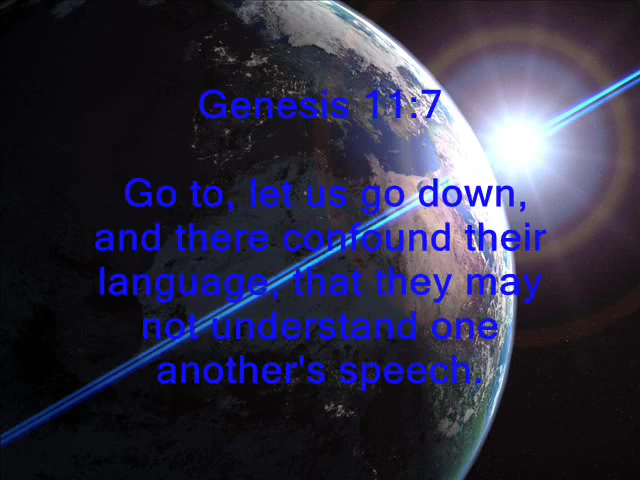 Genesis 11:7
Go to, let us go down,
and there confound their
language, that they may
not understand one
another's speech.